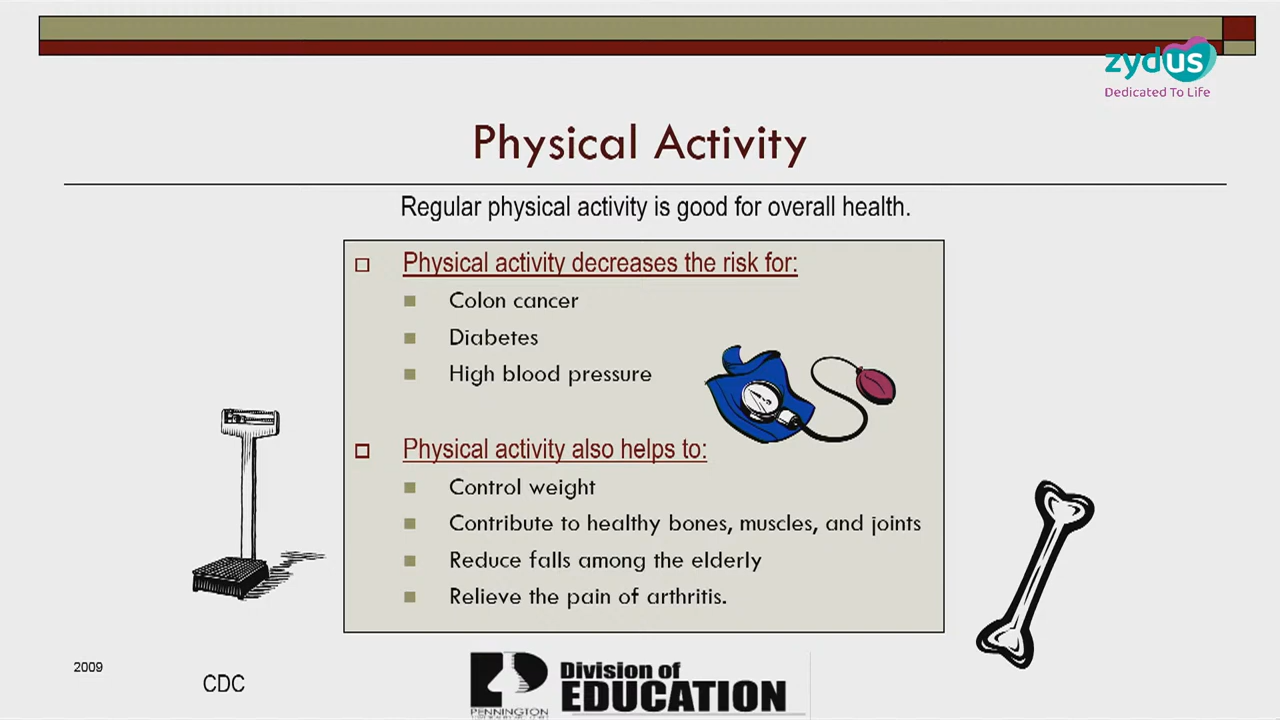 zydus
Dedicated To Life
Physical Activity
Regular physical activity is good for overall health.
Physical activity decreases the risk for:
Colon cancer
Diabetes
High blood pressure
Physical activity also helps to:
Control weight
Contribute to healthy bones, muscles, and joints
Reduce falls among the elderly
Relieve the pain of arthritis.
2009
CDC
PENNINGTON
Division of
EDUCATION